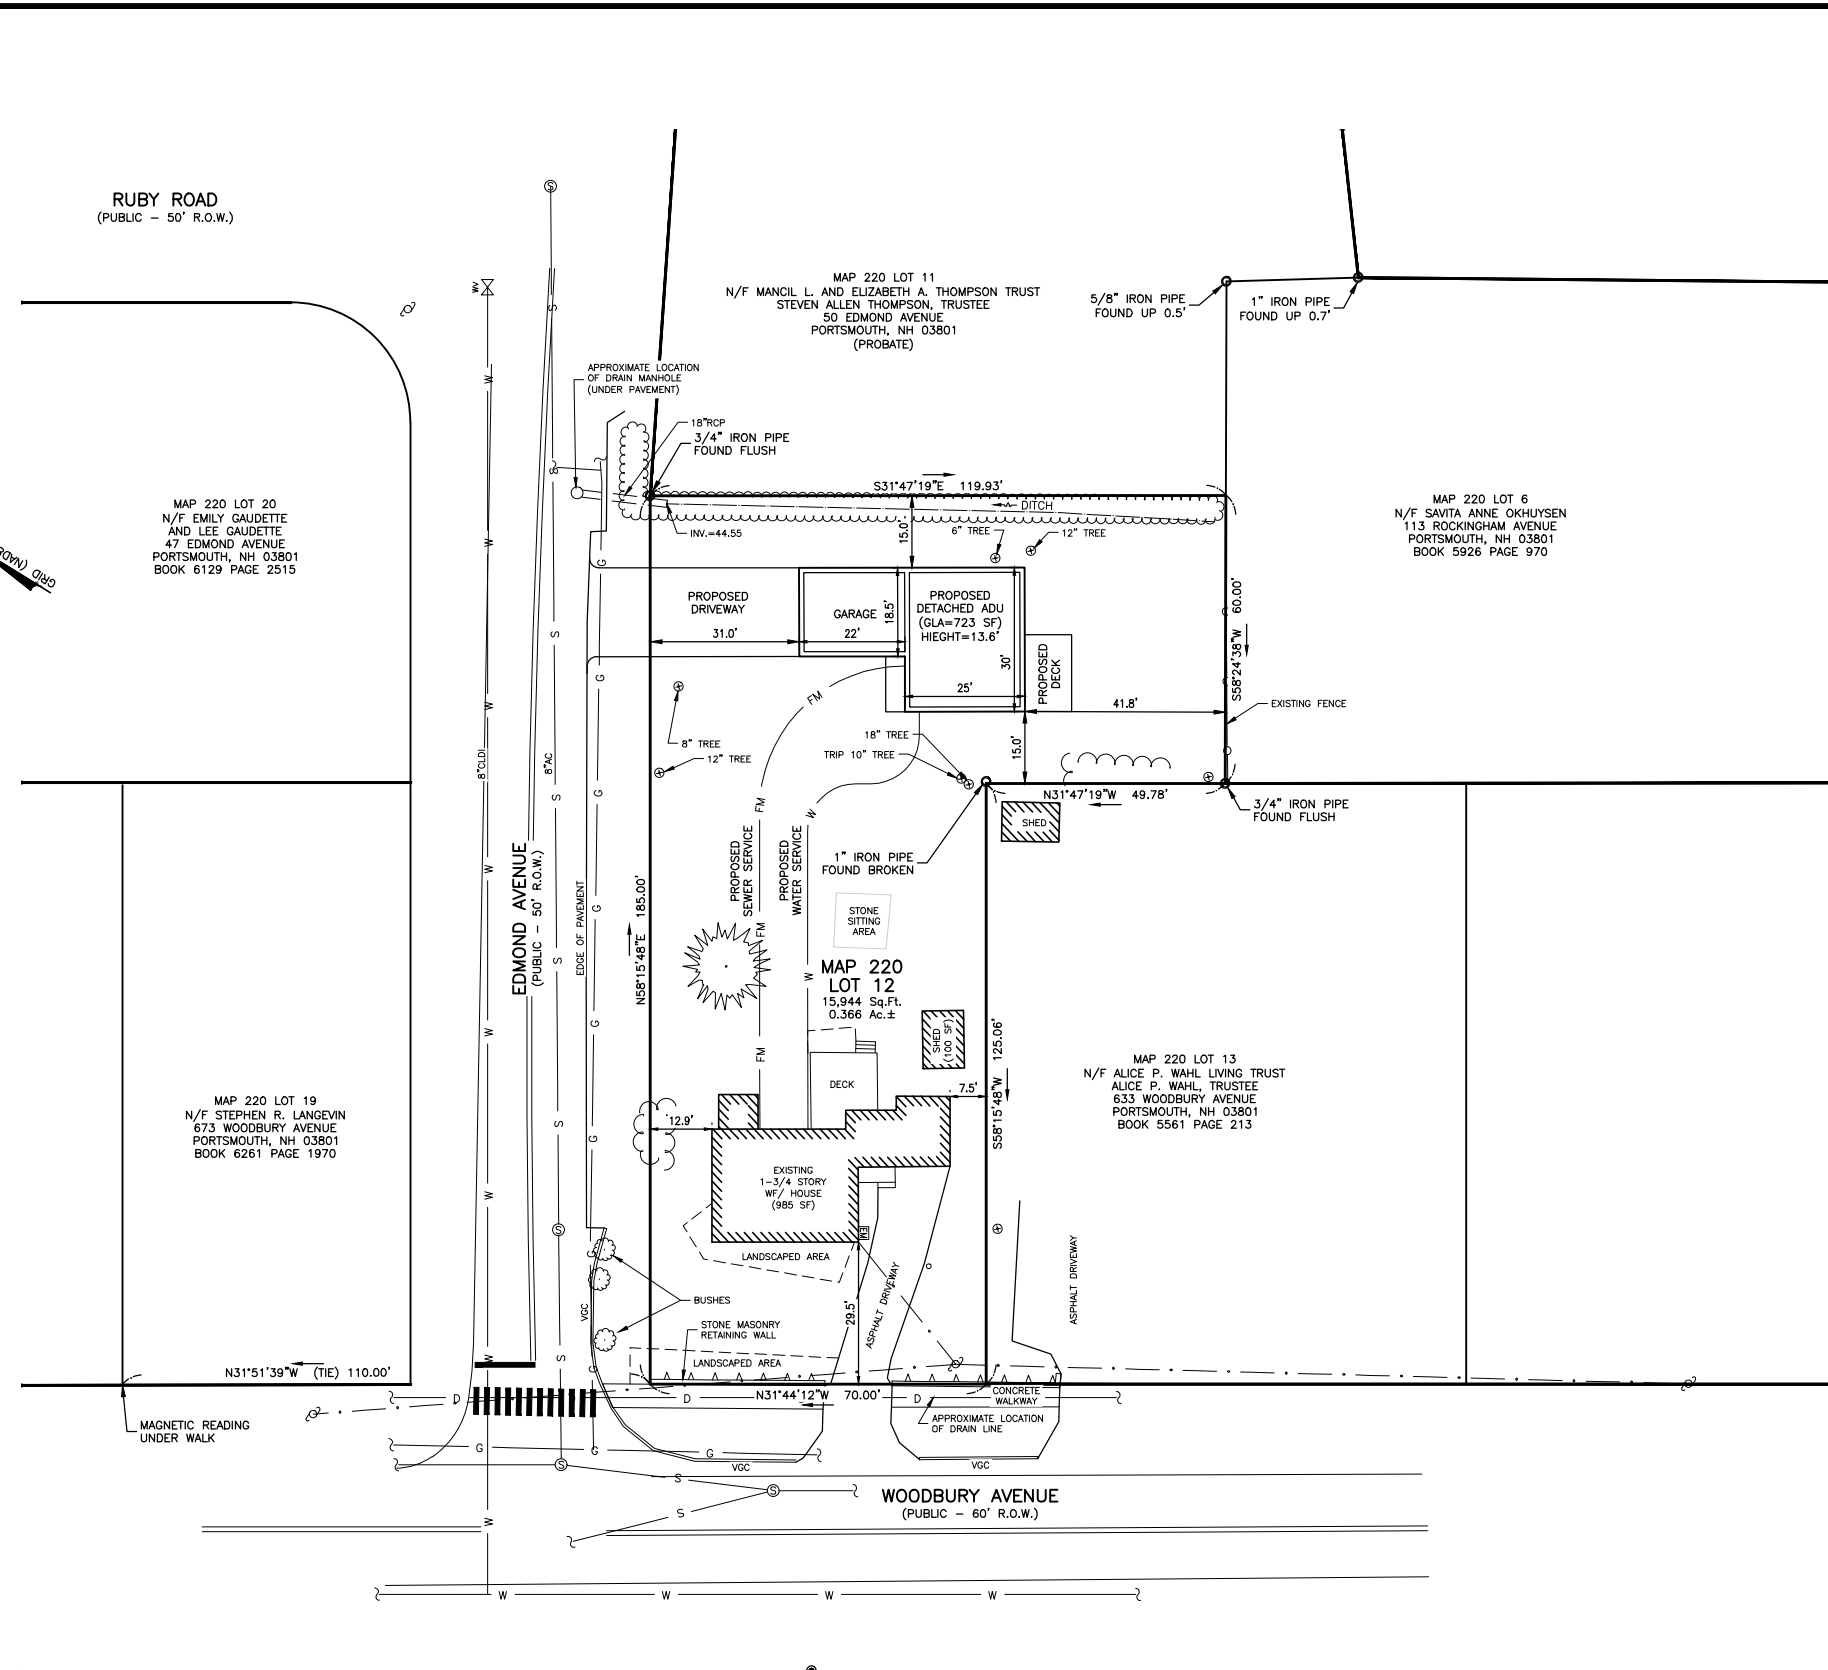 RUBY ROAD
(PUBLIC – 50' R.O.W.)
MAP 220 LOT 11
N/F MANCIL L. AND ELIZABETH A. THOMPSON TRUST
STEVEN ALLEN THOMPSON, TRUSTEE
50 EDMOND AVENUE
PORTSMOUTH, NH 03801
(PROBATE)
5/8" IRON PIPE
FOUND UP 0.5'
1" IRON PIPE
FOUND UP 0.7'
WV
APPROXIMATE LOCATION
OF DRAIN MANHOLE
(UNDER PAVEMENT)
18"RCP
3/4" IRON PIPE
FOUND FLUSH
S31°47'19"E 119.93'
DITCH
INV.=44.55
15.0'
6" TREE
12" TREE
MAP 220 LOT 20
N/F EMILY GAUDETTE
AND LEE GAUDETTE
47 EDMOND AVENUE
PORTSMOUTH, NH 03801
BOOK 6129 PAGE 2515
MAP 220 LOT 6
N/F SAVITA ANNE OKHUYSEN
113 ROCKINGHAM AVENUE
PORTSMOUTH, NH 03801
BOOK 5926 PAGE 970
GRID (NAD8
PROPOSED
DRIVEWAY
31.0'
GARAGE
22'
18.5'
PROPOSED
DETACHED ADU
(GLA=723 SF)
HIEGHT=13.6'
30'
25'
PROPOSED
DECK
41.8'
S58°24'38"W 60.00'
EXISTING FENCE
8" TREE
12" TREE
18" TREE
TRIP 10" TREE
15.0'
N31°47'19"W 49.78'
3/4" IRON PIPE
FOUND FLUSH
SHED
1" IRON PIPE
FOUND BROKEN
8"CLDI
8"AC
EDMOND AVENUE
(PUBLIC – 50' R.O.W.)
EDGE OF PAVEMENT
N58°15'48"E 185.00'
PROPOSED
SEWER SERVICE
PROPOSED
WATER SERVICE
FM
FM
FM
FM
W
W
STONE
SITTING
AREA
MAP 220
LOT 12
15,944 Sq.Ft.
0.366 Ac.±
SHED
(100 SF)
DECK
7.5'
S58°15'48"W 125.06'
12.9'
EXISTING
1-3/4 STORY
WF/ HOUSE
(985 SF)
EM
LANDSCAPED AREA
29.5'
ASPHALT DRIVEWAY
ASPHALT DRIVEWAY
MAP 220 LOT 13
N/F ALICE P. WAHL LIVING TRUST
ALICE P. WAHL, TRUSTEE
633 WOODBURY AVENUE
PORTSMOUTH, NH 03801
BOOK 5561 PAGE 213
MAP 220 LOT 19
N/F STEPHEN R. LANGEVIN
673 WOODBURY AVENUE
PORTSMOUTH, NH 03801
BOOK 6261 PAGE 1970
BUSHES
VGC
STONE MASONRY
RETAINING WALL
LANDSCAPED AREA
N31°51'39"W (TIE) 110.00'
MAGNETIC READING
UNDER WALK
D
D
N31°44'12"W 70.00'
D
CONCRETE
WALKWAY
APPROXIMATE LOCATION
OF DRAIN LINE
G
G
G
VGC
VGC
S
S
S
WOODBURY AVENUE
(PUBLIC – 60' R.O.W.)
W
W
W
W